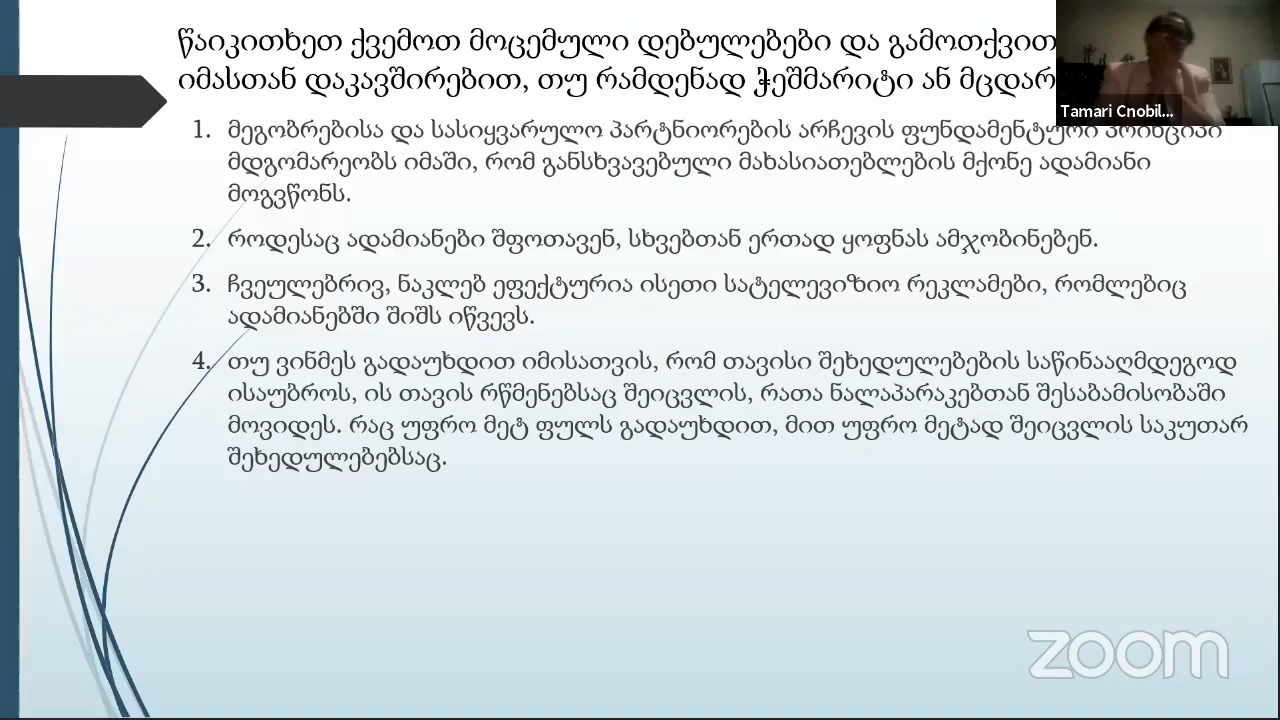 წაიკითხეთ ქვემოთ მოცემული დებულებები და გამოთქვით
იმასთან დაკავშირებით, თუ რამდენად ჭეშმარიტი ან მცდარ
Tamari Cnobil...
1. მეგობრებისა და სასიყვარულო პარტნიორების არჩევის ფუნდამენტური პრინციპი
მდგომარეობს იმაში, რომ განსხვავებული მახასიათებლების მქონე ადამიანი
მოგვწონს.
2. როდესაც ადამიანები შფოთავენ, სხვებთან ერთად ყოფნას ამჯობინებენ.
3. ჩვეულებრივ, ნაკლებ ეფექტურია ისეთი სატელევიზიო რეკლამები, რომლებიც
ადამიანებში შიშს იწვევს.
4. თუ ვინმეს გადაუხდით იმისათვის, რომ თავისი შეხედულებების საწინააღმდეგოდ
ისაუბროს, ის თავის რწმენებსაც შეიცვლის, რათა ნალაპარაკებთან შესაბამისობაში
მოვიდეს. რაც უფრო მეტ ფულს გადაუხდით, მით უფრო მეტად შეიცვლის საკუთარ
შეხედულებებსაც.
zoom